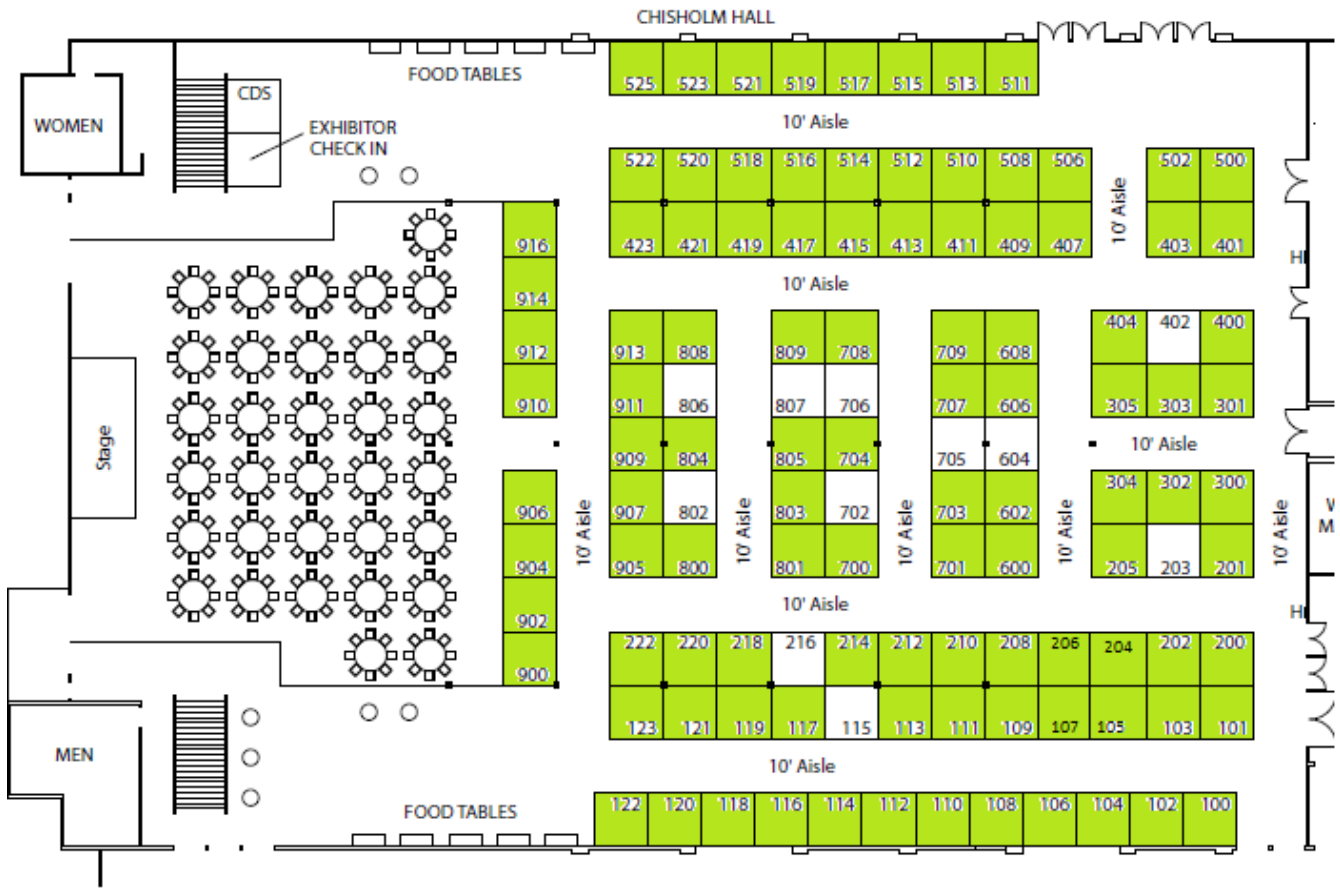 CHISHOLM HALL
FOOD TABLES
525 523 521 519 517 515 513 511
CDS
WOMEN
EXHIBITOR
CHECK IN
10' Aisle
522 520 518 516 514 512 510 508 506 502 500
10' Aisle
423 421 419 417 415 413 411 409 407 403 401
916
10' Aisle
914
404 402 400
912 913 808 809 708 709 608
910 911 806 807 706 707 606 305 303 301
Stage
10' Aisle
909 804 805 704 705 604
304 302 300
906 907 802 803 702 703 602
10' Aisle
10' Aisle
10' Aisle
10' Aisle
10' Aisle
904 905 800 801 700 701 600 205 203 201
10' Aisle
902
222 220 218 216 214 212 210 208 206 204 202 200
900
123 121 119 117 115 113 111 109 107 105 103 101
MEN
10' Aisle
FOOD TABLES
122 120 118 116 114 112 110 108 106 104 102 100